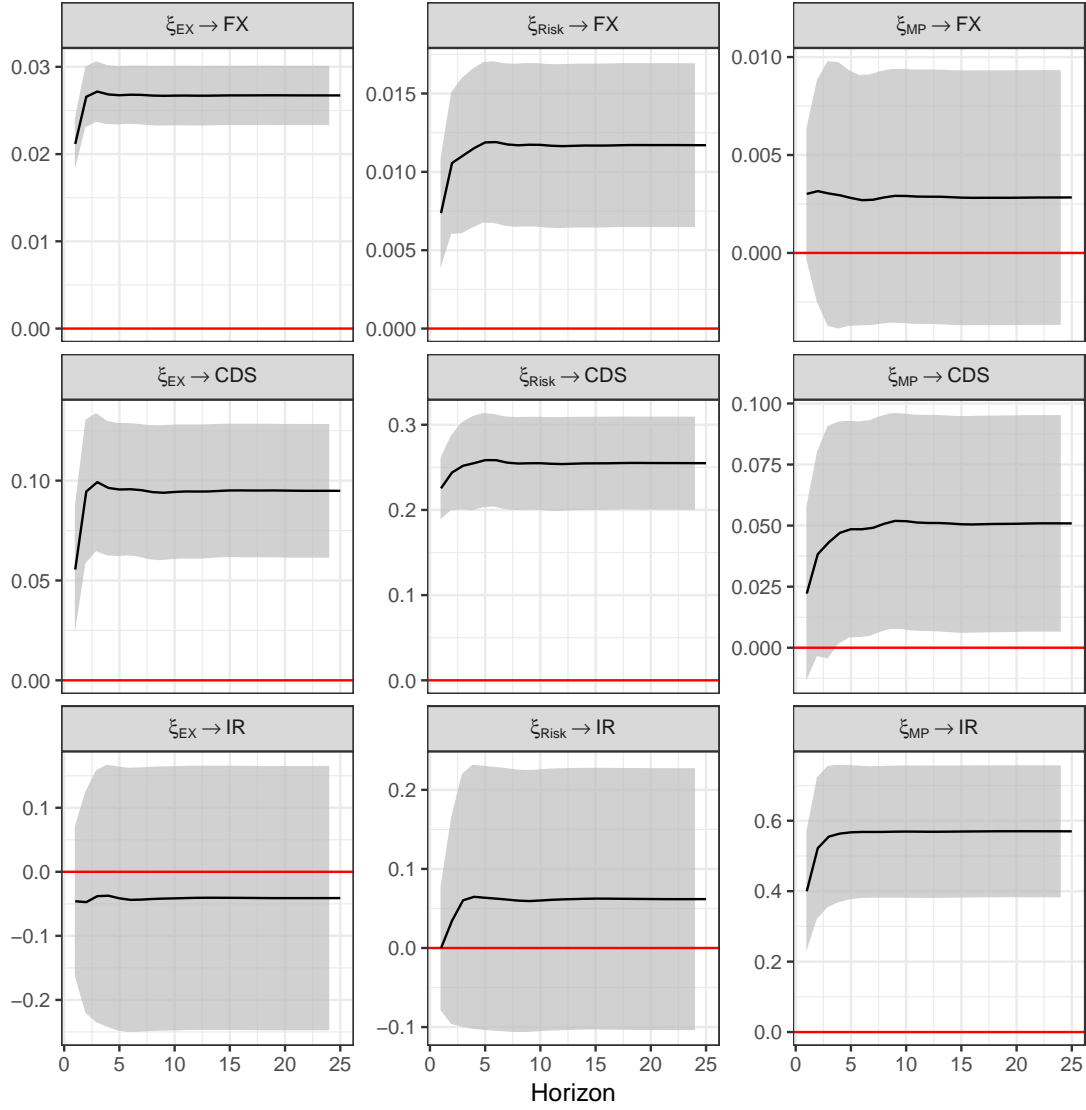 ξEX → FX
ξRisk → FX
ξMP → FX
0.03
0.02
0.01
0.00
0.015
0.010
0.005
0.000
0.010
0.005
0.000
ξEX → CDS
ξRisk → CDS
ξMP → CDS
0.10
0.05
0.00
0.3
0.2
0.1
0.0
0.100
0.075
0.050
0.025
0.000
ξEX → IR
ξRisk → IR
ξMP → IR
0.1
0.0
−0.1
−0.2
0.2
0.1
0.0
−0.1
0.6
0.4
0.2
0.0
0 5 10 15 20 25
0 5 10 15 20 25
0 5 10 15 20 25
Horizon